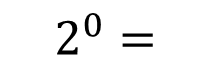 2⁰ =